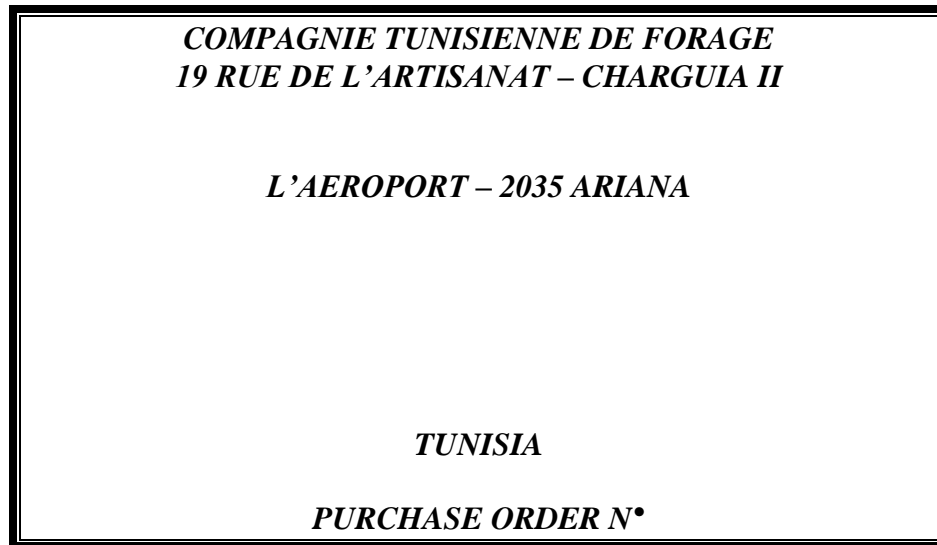 COMPAGNIE TUNISIENNE DE FORAGE
19 RUE DE L’ARTISANAT – CHARGUIA II
L’AEROPORT – 2035 ARIANA
TUNISIA
PURCHASE ORDER N•